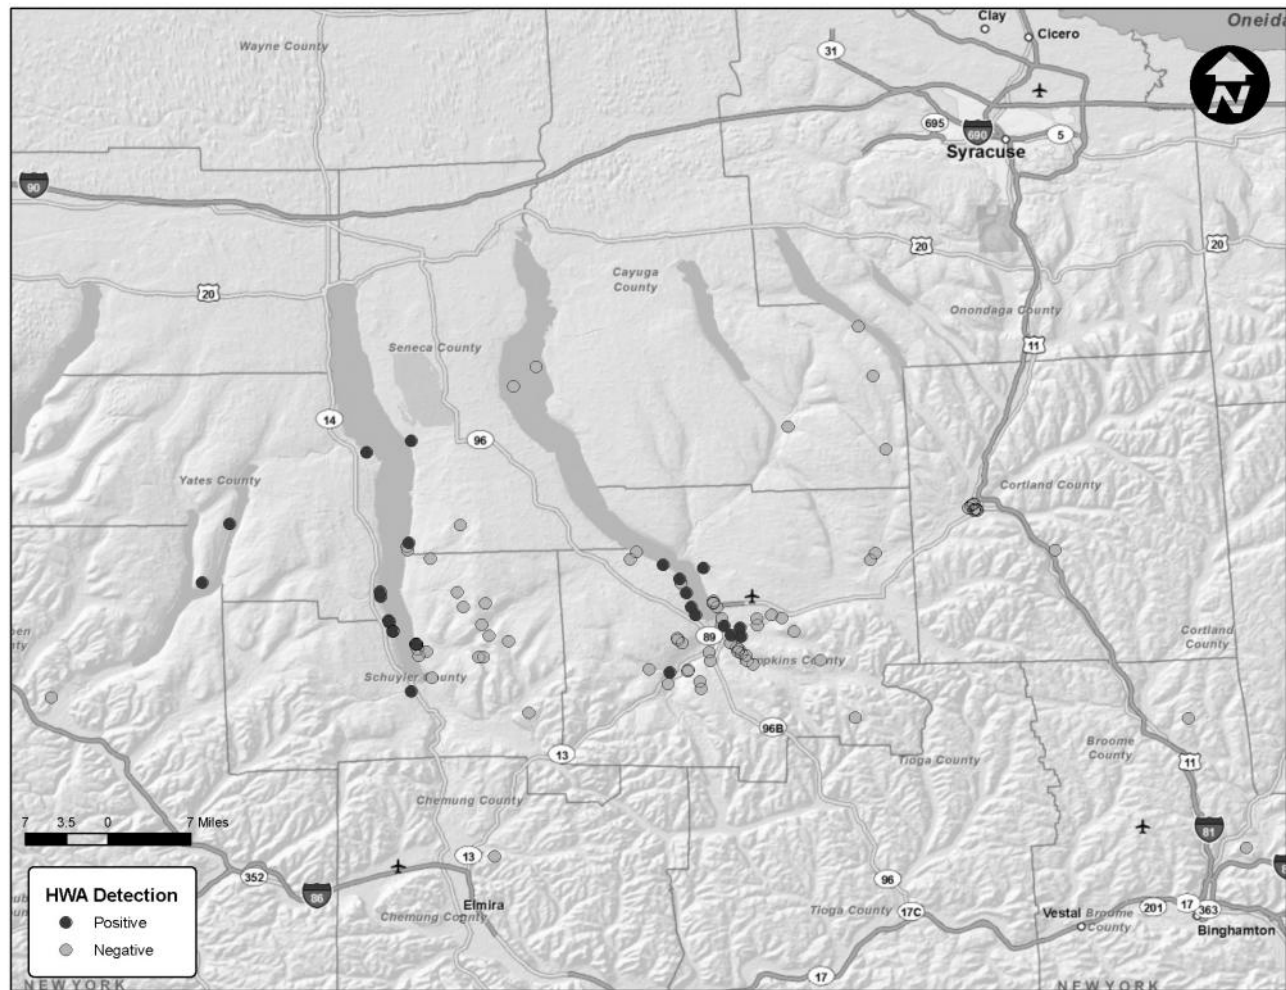 Clay
Oneida
Wayne County
Cicero
31
N
695
690
5
Syracuse
90
20
20
Cayuga
County
20
Onondaga County
Seneca County
11
14
96
Yates County
Cortland County
89
Cortland
County
Tompkins County
Schuyler County
96B
13
Tioga County
Broome
County
11
Chemung County
7 3.5 0 7 Miles
81
13
352
86
96
HWA Detection
Positive
Negative
Elmira
Chemung County
Tioga County
17C
201
17
363
Vestal
Broome
County
Binghamton
17
NEW YORK
NEW YORK